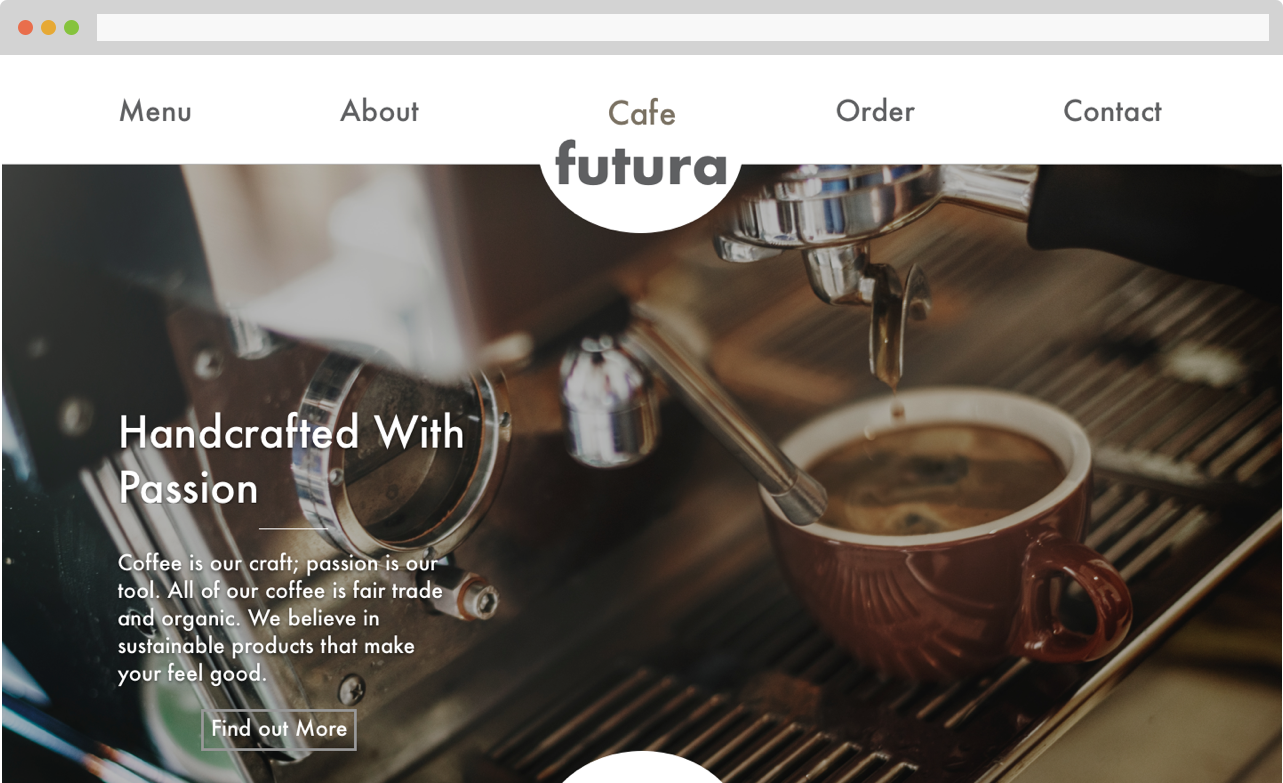 Menu
About
Cafe
futura
Order
Contact
Handcrafted With
Passion
Coffee is our craft; passion is our
tool. All of our coffee is fair trade
and organic. We believe in
sustainable products that make
your feel good.
Find out More